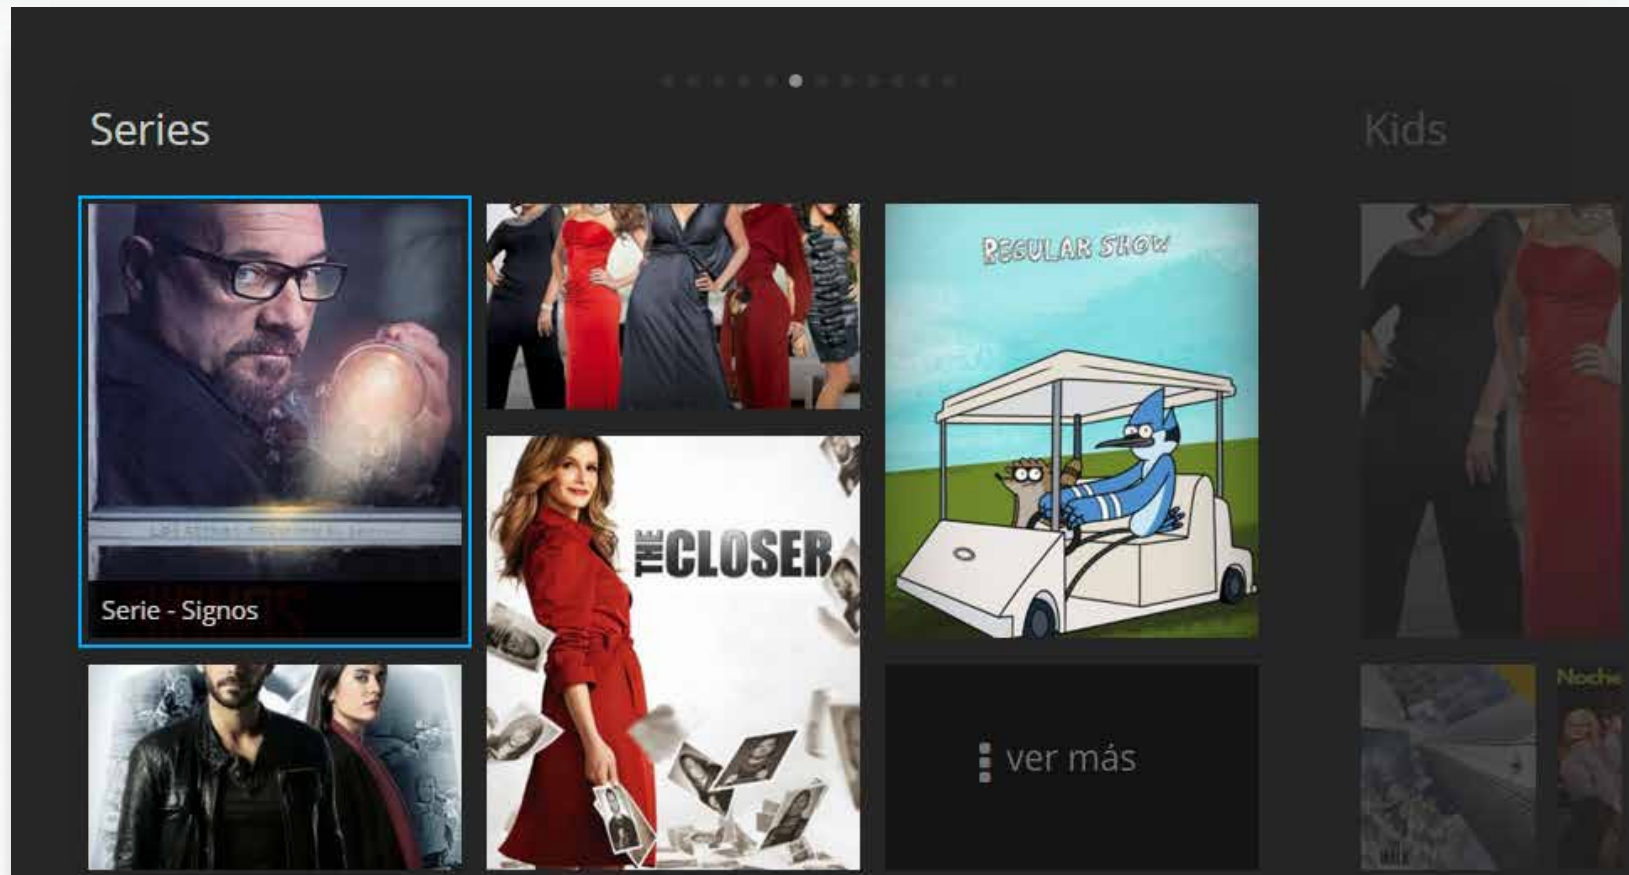 Series
Kids
REGULAR SHOW
THE CLOSER
Serie - Signos
Noche
ver más